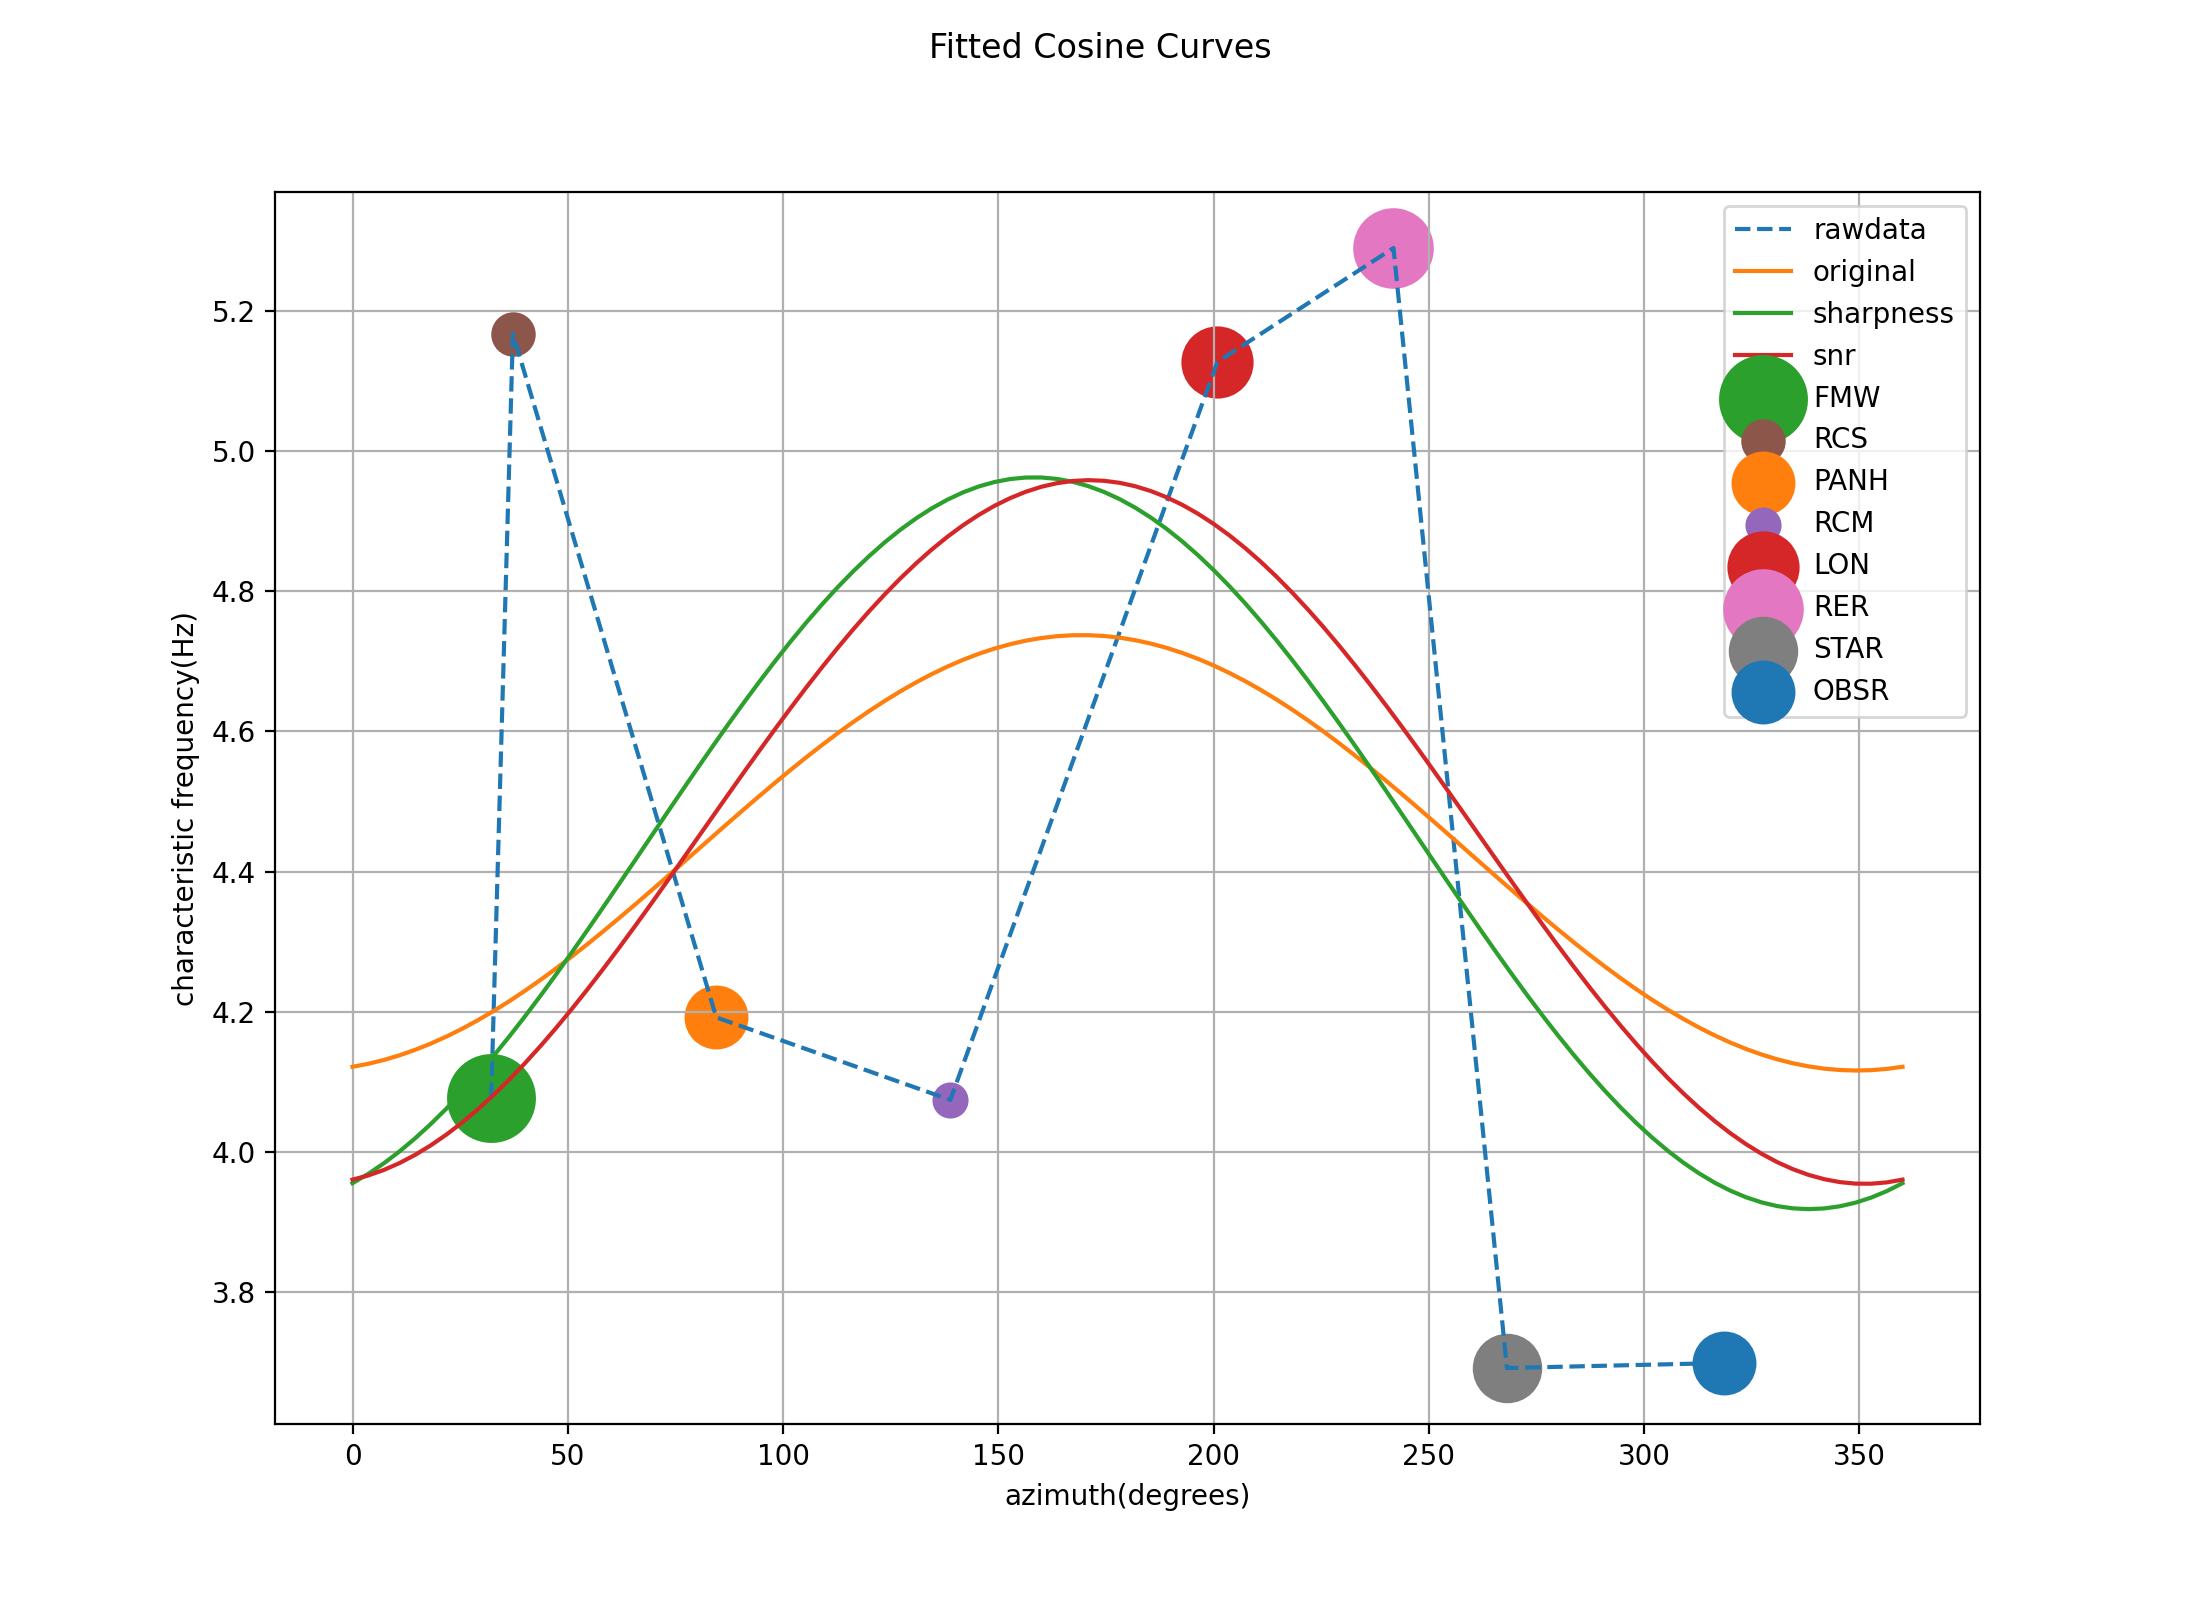 Fitted Cosine Curves
rawdata
original
sharpness
snr
FMW
RCS
PANH
RCM
LON
RER
STAR
OBSR
characteristic frequency(Hz)
5.2
5.0
4.8
4.6
4.4
4.2
4.0
3.8
0 50 100 150 200 250 300 350
azimuth(degrees)